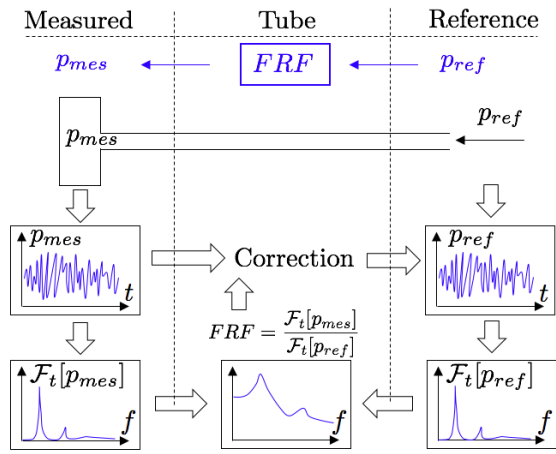 Measured Tube Reference
p_mes FRF p_ref
p_mes p_ref
p_mes p_ref
Correction
t t
FRF = F_t[p_mes] / F_t[p_ref]
F_t[p_mes] F_t[p_ref]
f f f